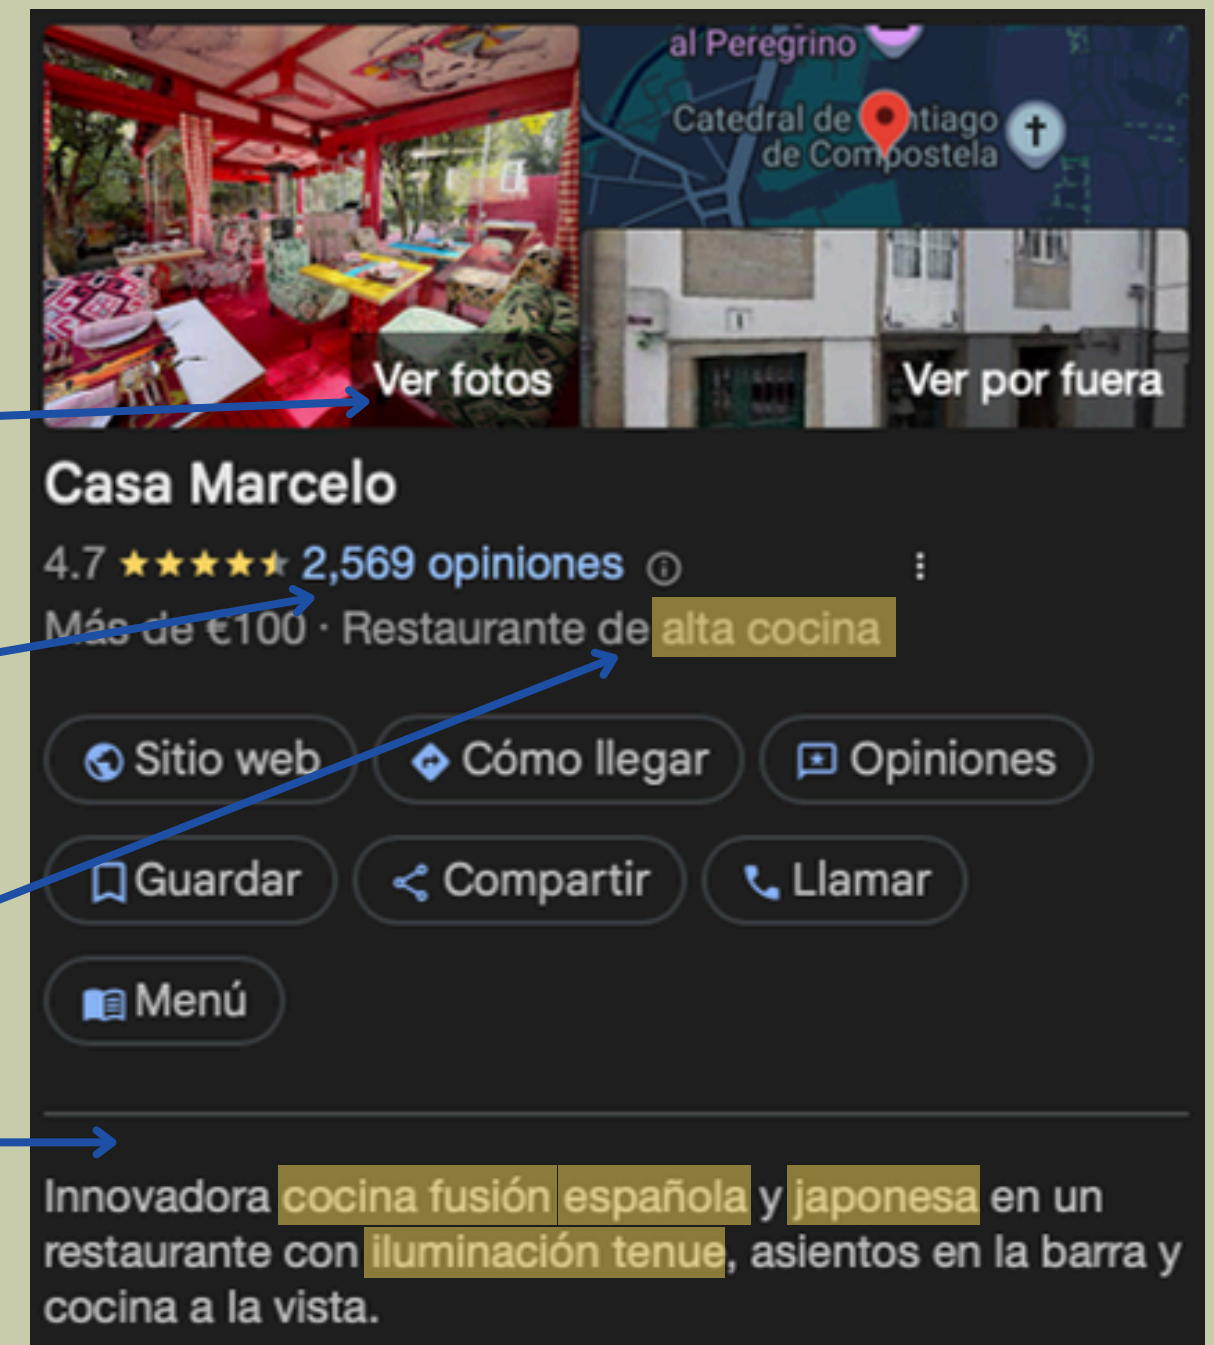 al Peregrino
Catedral de Santiago
de Compostela
Ver fotos
Ver por fuera
Casa Marcelo
4.7 2,569 opiniones
Más de €100 · Restaurante de alta cocina
Sitio web
Cómo llegar
Opiniones
Guardar
Compartir
Llamar
Menú
Innovadora cocina fusión española y japonesa en un
restaurante con iluminación tenue, asientos en la barra y
cocina a la vista.